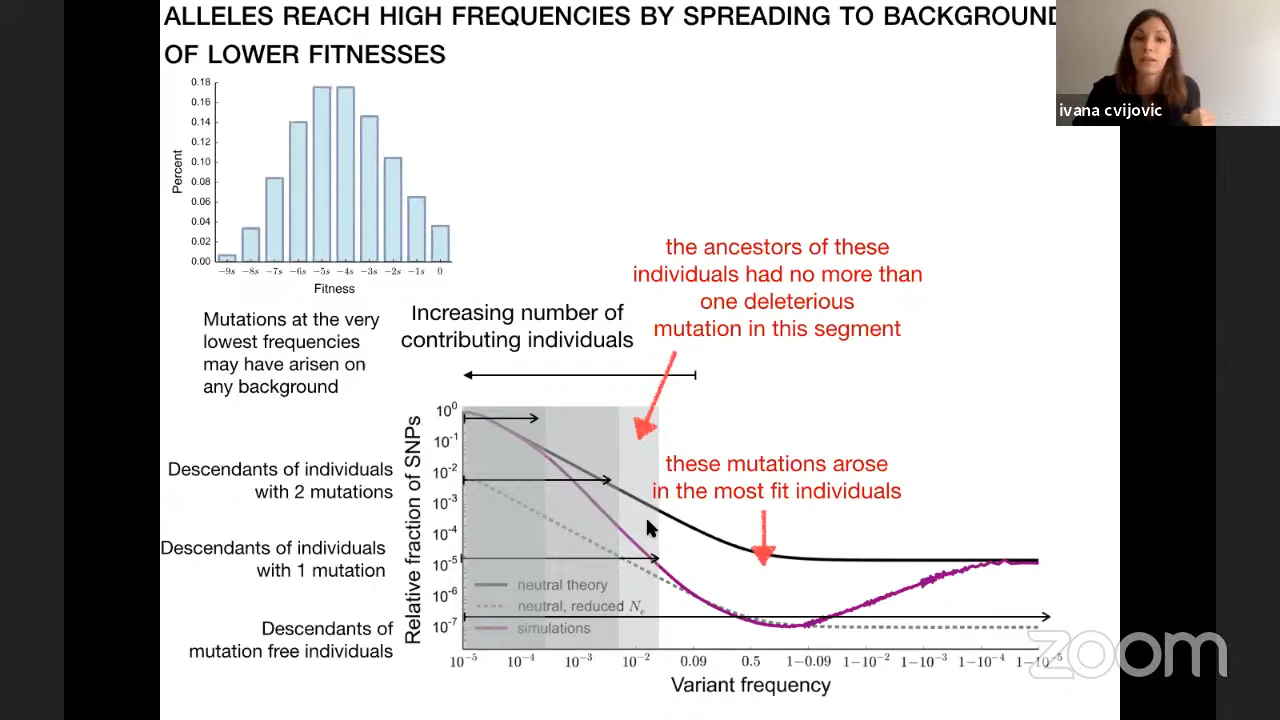 ALLELES REACH HIGH FREQUENCIES BY SPREADING TO BACKGROUND
OF LOWER FITNESSES
ivana cvijovic
0.18
0.16
0.14
0.12
0.10
0.08
0.06
0.04
0.02
0.00
Percent
−9s −8s −7s −6s −5s −4s −3s −2s −1s 0
Fitness
Mutations at the very
lowest frequencies
may have arisen on
any background
Increasing number of
contributing individuals
the ancestors of these
individuals had no more than
one deleterious
mutation in this segment
these mutations arose
in the most fit individuals
Descendants of individuals
with 2 mutations
Descendants of individuals
with 1 mutation
Descendants of
mutation free individuals
Relative fraction of SNPs
10⁰
10⁻¹
10⁻²
10⁻³
10⁻⁴
10⁻⁵
10⁻⁶
10⁻⁷
neutral theory
neutral, reduced Nₑ
simulations
10⁻⁵ 10⁻⁴ 10⁻³ 10⁻² 0.09 0.5 1−0.09 1−10⁻² 1−10⁻³ 1−10⁻⁴ 1−10⁻⁵
Variant frequency
zoom